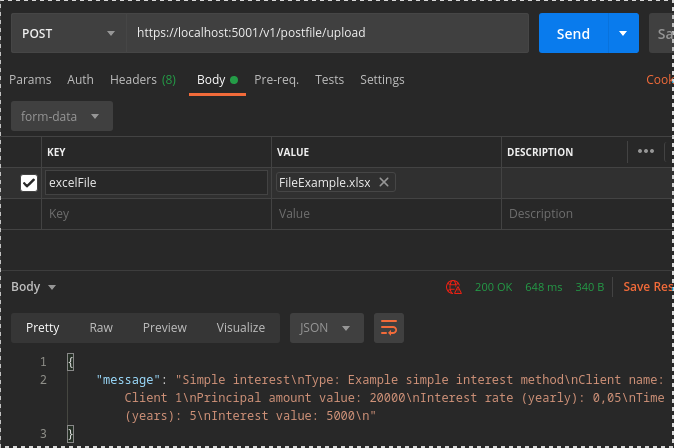 POST https://localhost:5001/v1/postfile/upload Send Sa
Params Auth Headers (8) Body Pre-req. Tests Settings Cook
form-data
KEY VALUE DESCRIPTION
excelFile FileExample.xlsx
Key Value Description
Body 200 OK 648 ms 340 B Save Res
Pretty Raw Preview Visualize JSON
1 {
2 "message": "Simple interest\nType: Example simple interest method\nClient name:
Client 1\nPrincipal amount value: 20000\nInterest rate (yearly): 0,05\nTime
(years): 5\nInterest value: 5000\n"
3 }